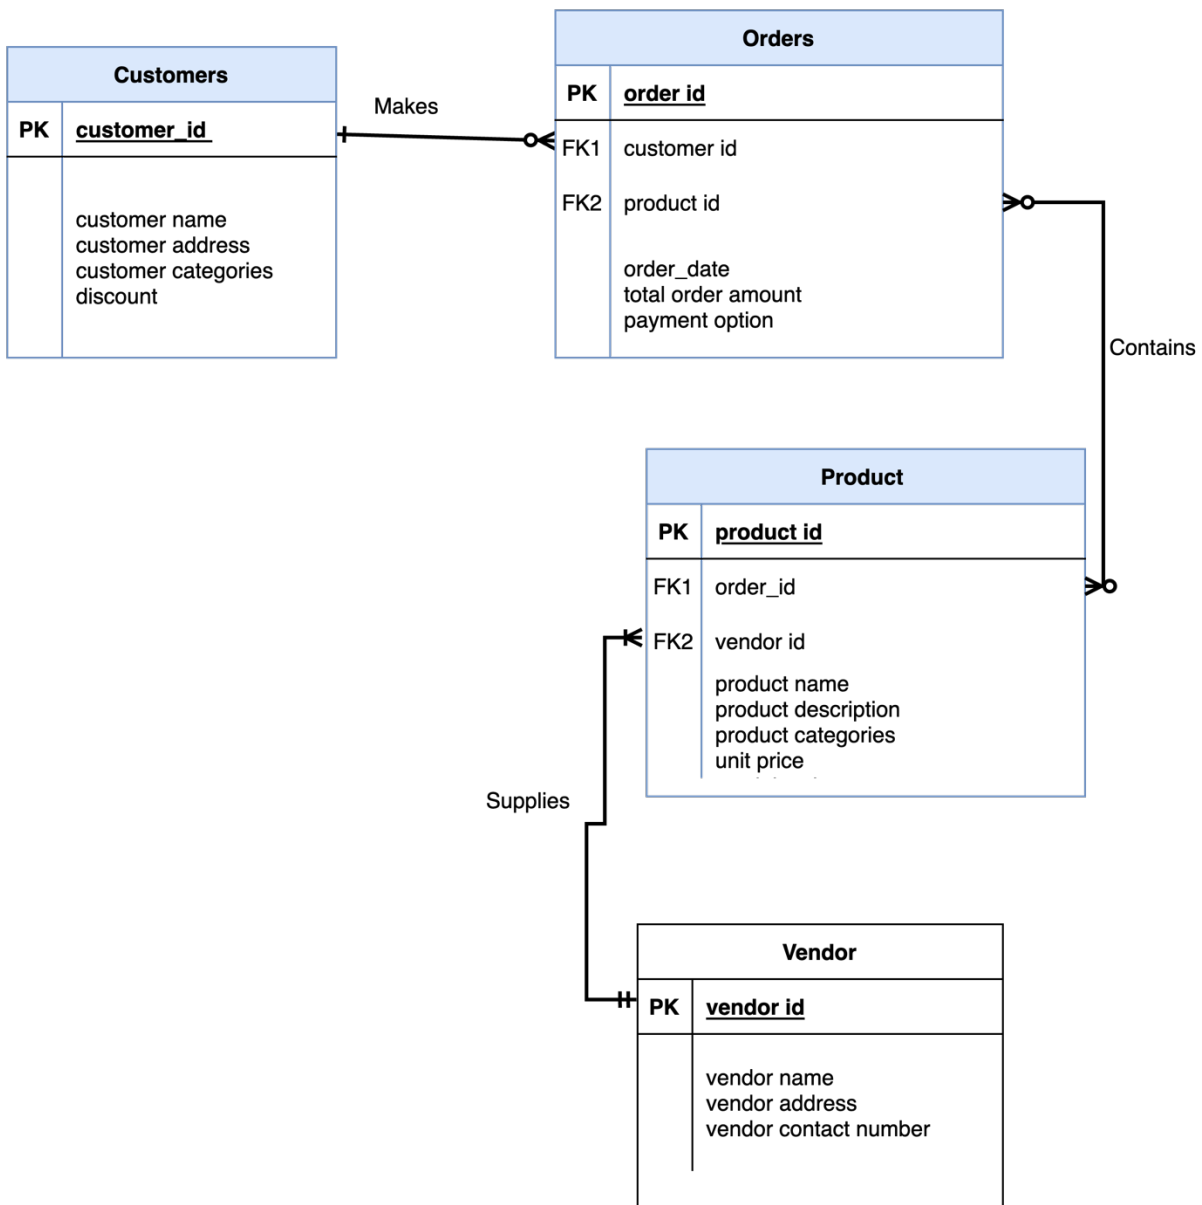 Customers
PK customer_id
customer name
customer address
customer categories
discount
Makes
Orders
PK order id
FK1 customer id
FK2 product id
order_date
total order amount
payment option
Contains
Product
PK product id
FK1 order_id
FK2 vendor id
product name
product description
product categories
unit price
Supplies
Vendor
PK vendor id
vendor name
vendor address
vendor contact number